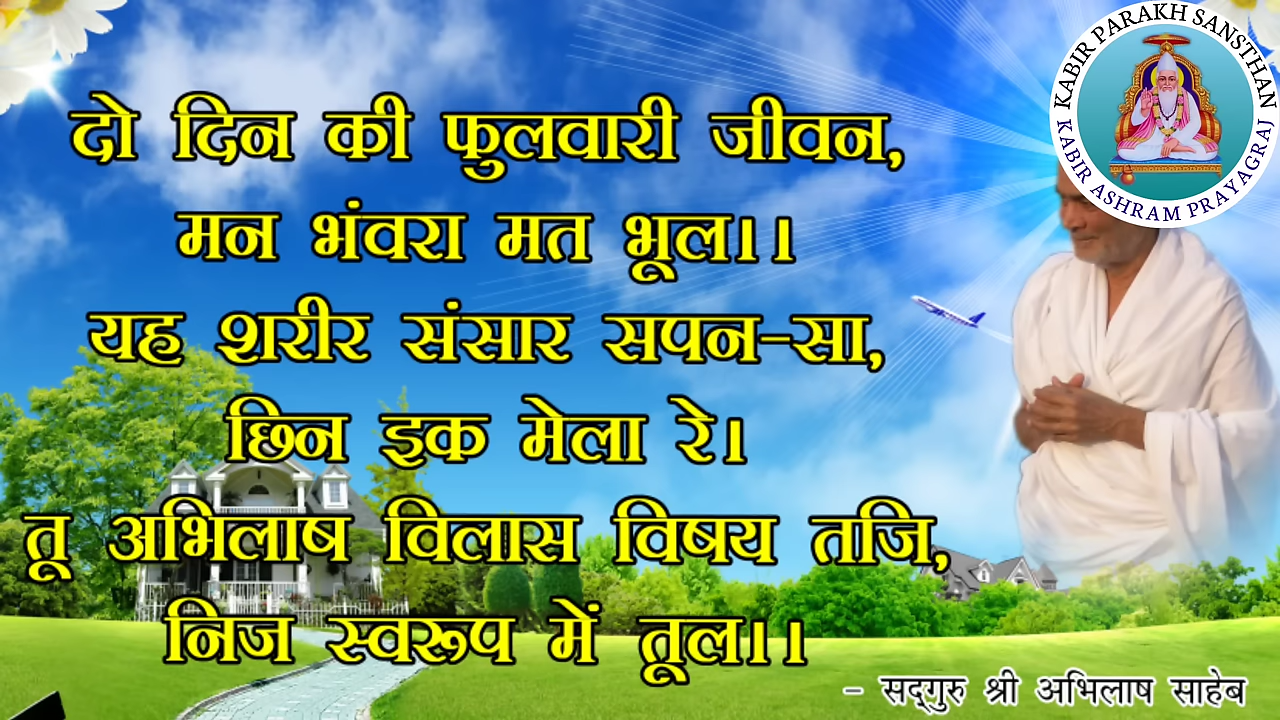 KABIR PARAKH SANSTHAN
KABIR ASHRAM PRAYAGRAJ
दो दिन की फुलवारी जीवन,
मन भंवरा मत भूल।।
यह शरीर संसार सपन-सा,
छिन इक मेला रे।
तू अभिलाष विलास विषय तजि,
निज स्वरूप में तूल।।
- सद्गुरु श्री अभिलाष साहेब